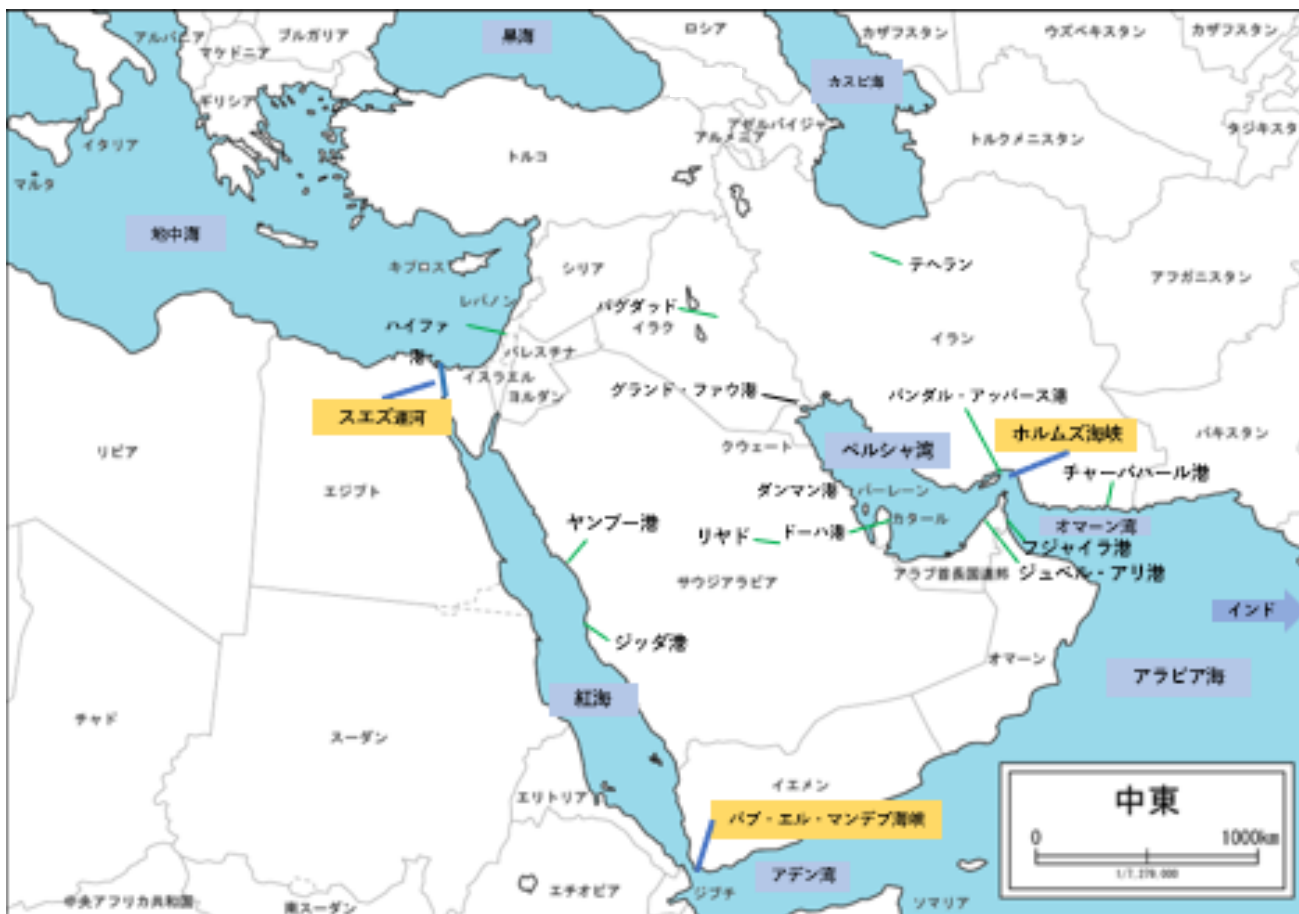 アルバニア
マケドニア
ブルガリア
黒海
ロシア
カザフスタン
ウズベキスタン
カザフスタン
カスピ海
ギリシア
イタリア
マルタ
トルコ
アルメニア
アゼルバイジャ
トルクメニスタン
タジキスタ
地中海
キプロス
シリア
テヘラン
アフガニスタン
レバノン
バグダッド
イラク
イラン
ハイファ
港
パレスチナ
イスラエル
ヨルダン
グランド・ファウ港
バンダル・アッバース港
スエズ運河
クウェート
ペルシャ湾
ホルムズ海峡
パキスタン
リビア
エジプト
チャーバハール港
ダンマン港
バーレーン
ヤンブー港
リヤド
ドーハ港
カタール
オマーン湾
フジャイラ港
サウジアラビア
アラブ首長国連邦
ジュベル・アリ港
インド
ジッダ港
オマーン
アラビア海
紅海
チャド
スーダン
イエメン
エリトリア
バブ・エル・マンデブ海峡
中東
0
1000km
1/7,270,000
アデン湾
ジブチ
エチオピア
ソマリア
中央アフリカ共和国
南スーダン